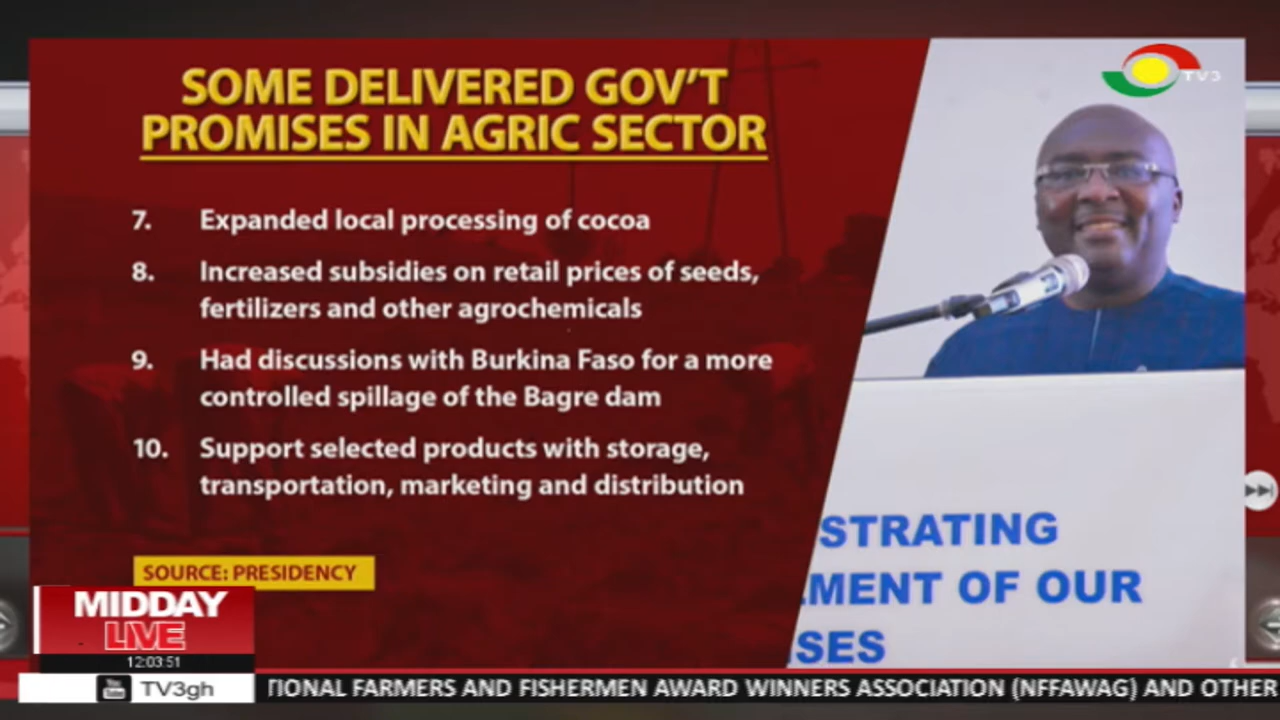 SOME DELIVERED GOV'T
PROMISES IN AGRIC SECTOR
TV3
7. Expanded local processing of cocoa
8. Increased subsidies on retail prices of seeds,
fertilizers and other agrochemicals
9. Had discussions with Burkina Faso for a more
controlled spillage of the Bagre dam
10. Support selected products with storage,
transportation, marketing and distribution
STRATING
MENT OF OUR
SES
SOURCE: PRESIDENCY
MIDDAY
LIVE
12:03:51
You Tube TV3gh
TIONAL FARMERS AND FISHERMEN AWARD WINNERS ASSOCIATION (NFFAWAG) AND OTHER